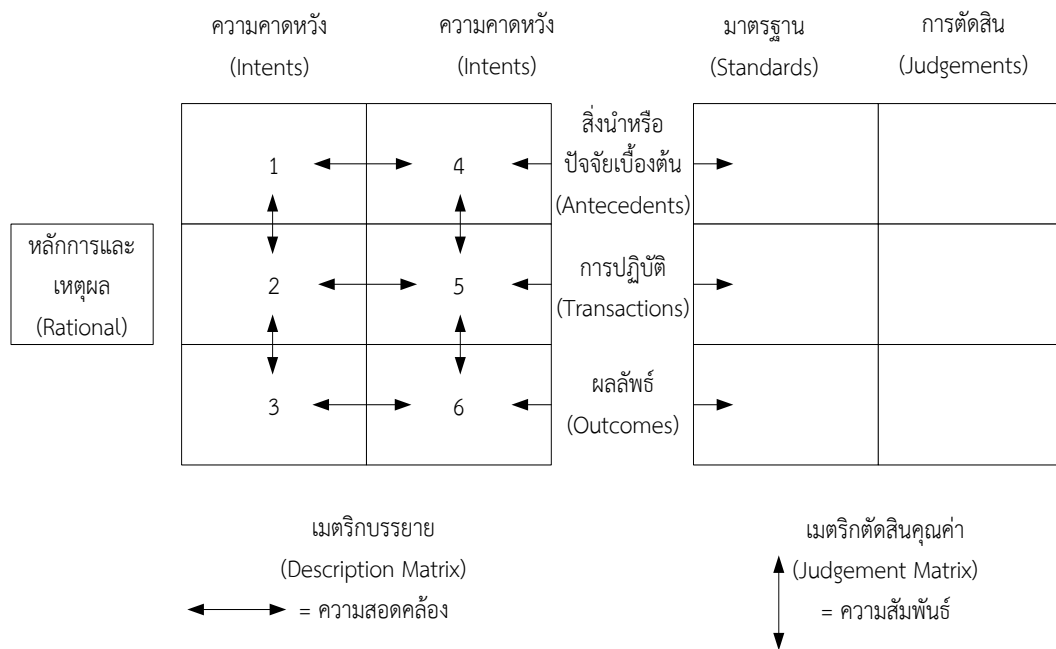 ความคาดหวัง
(Intents)
ความคาดหวัง
(Intents)
มาตรฐาน
(Standards)
การตัดสิน
(Judgements)
หลักการและ
เหตุผล
(Rational)
1
4
สิ่งนำหรือ
ปัจจัยเบื้องต้น
(Antecedents)
2
5
การปฏิบัติ
(Transactions)
3
6
ผลลัพธ์
(Outcomes)
เมตริกบรรยาย
(Description Matrix)
= ความสอดคล้อง
เมตริกตัดสินคุณค่า
(Judgement Matrix)
= ความสัมพันธ์